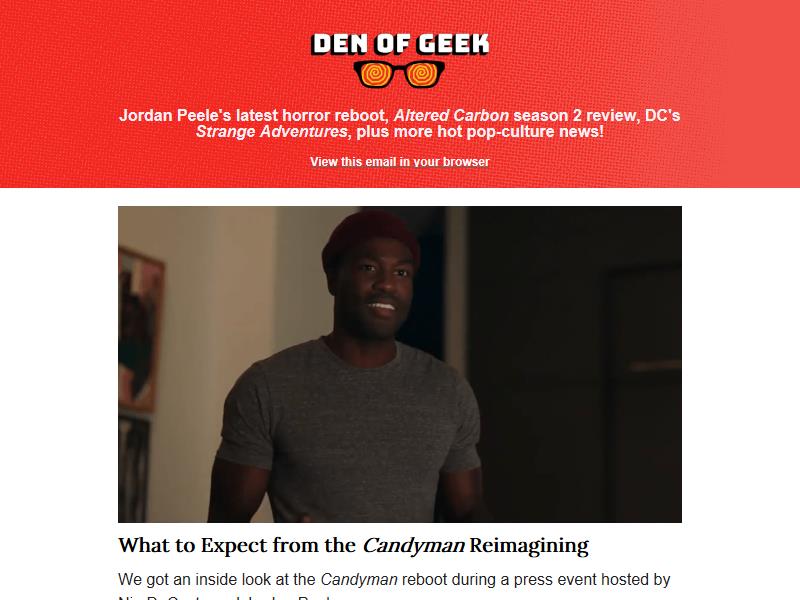 DEN OF GEEK
Jordan Peele's latest horror reboot, Altered Carbon season 2 review, DC's
Strange Adventures, plus more hot pop-culture news!
View this email in your browser
What to Expect from the Candyman Reimagining
We got an inside look at the Candyman reboot during a press event hosted by